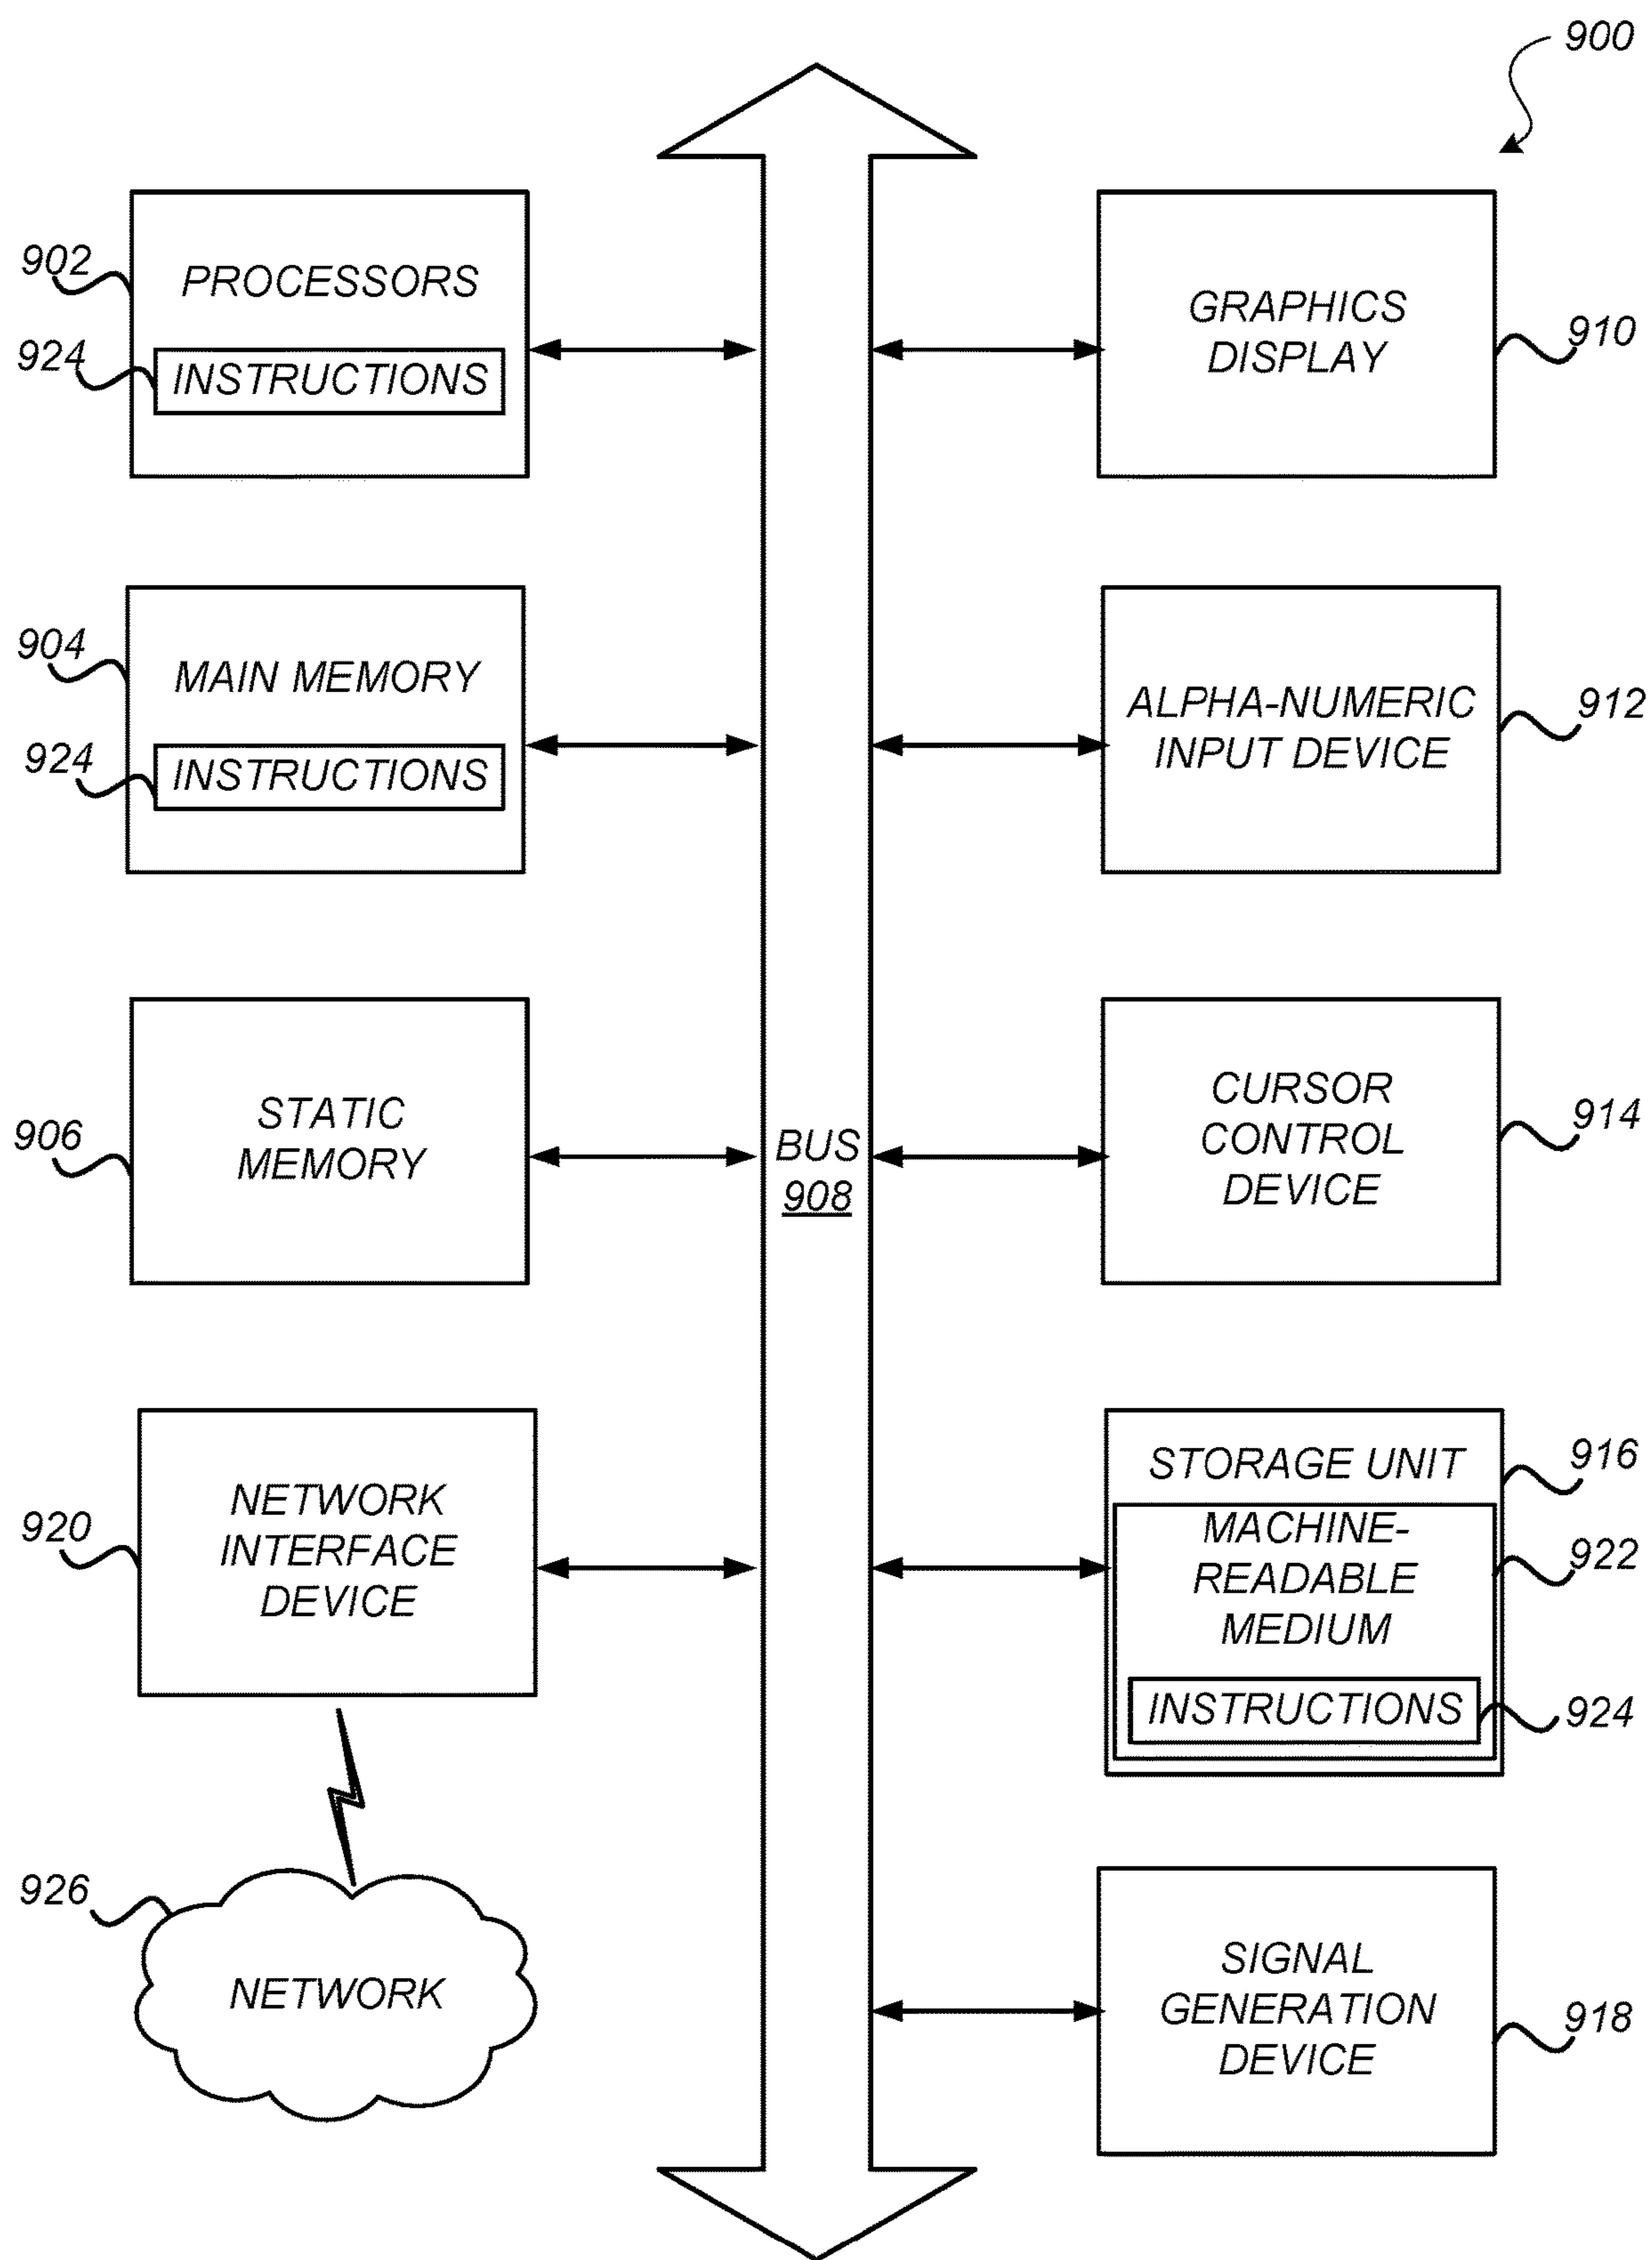 900
902
PROCESSORS
924
INSTRUCTIONS
GRAPHICS
DISPLAY
910
904
MAIN MEMORY
924
INSTRUCTIONS
ALPHA-NUMERIC
INPUT DEVICE
912
906
STATIC
MEMORY
BUS
908
CURSOR
CONTROL
DEVICE
914
920
NETWORK
INTERFACE
DEVICE
STORAGE UNIT
916
MACHINE-
READABLE
MEDIUM
922
INSTRUCTIONS
924
926
NETWORK
SIGNAL
GENERATION
DEVICE
918